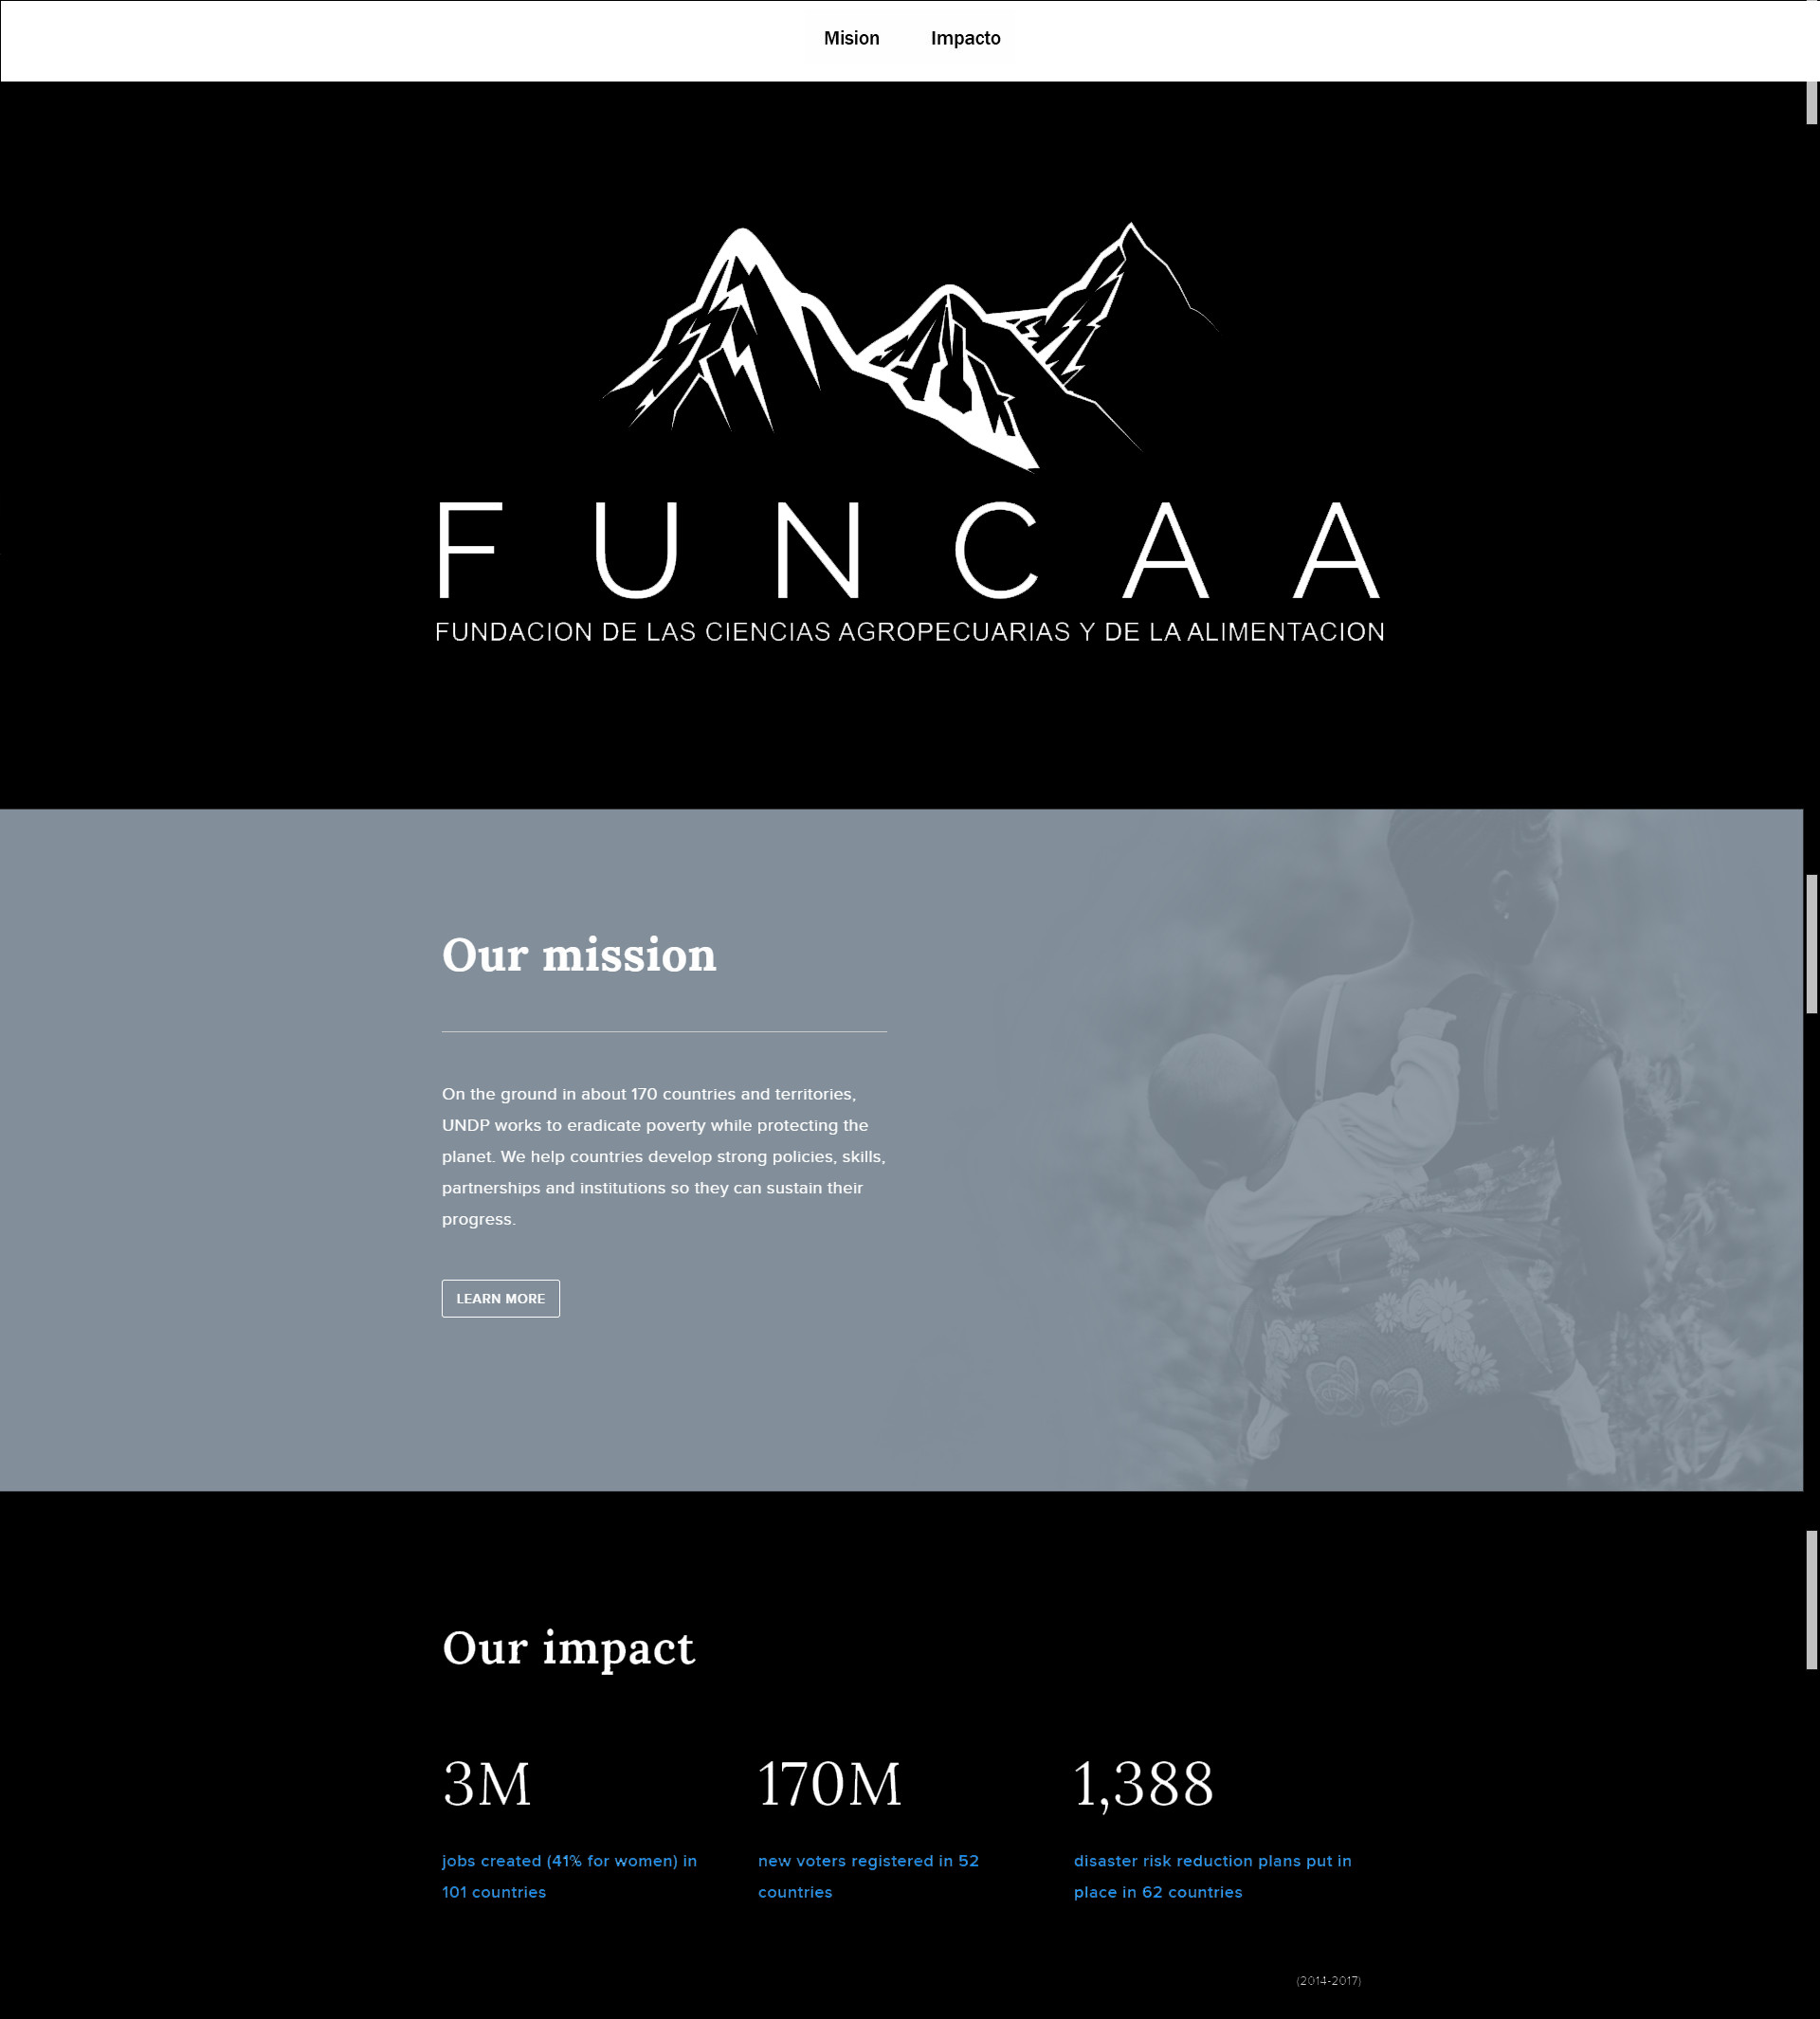 Mision Impacto
FUNCAA
FUNDACION DE LAS CIENCIAS AGROPECUARIAS Y DE LA ALIMENTACION
Our mission
On the ground in about 170 countries and territories,
UNDP works to eradicate poverty while protecting the
planet. We help countries develop strong policies, skills,
partnerships and institutions so they can sustain their
progress.
LEARN MORE
Our impact
3M 170M 1,388
jobs created (41% for women) in new voters registered in 52 disaster risk reduction plans put in
101 countries countries place in 62 countries
(2014-2017)